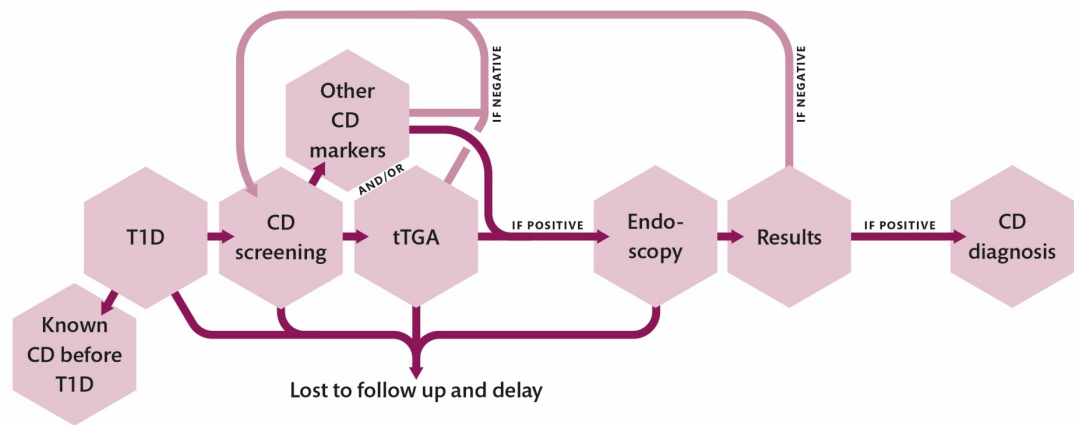 Other
CD
markers
IF NEGATIVE
IF NEGATIVE
AND/OR
T1D
CD
screening
tTGA
IF POSITIVE
Endo-
scopy
Results
IF POSITIVE
CD
diagnosis
Known
CD before
T1D
Lost to follow up and delay